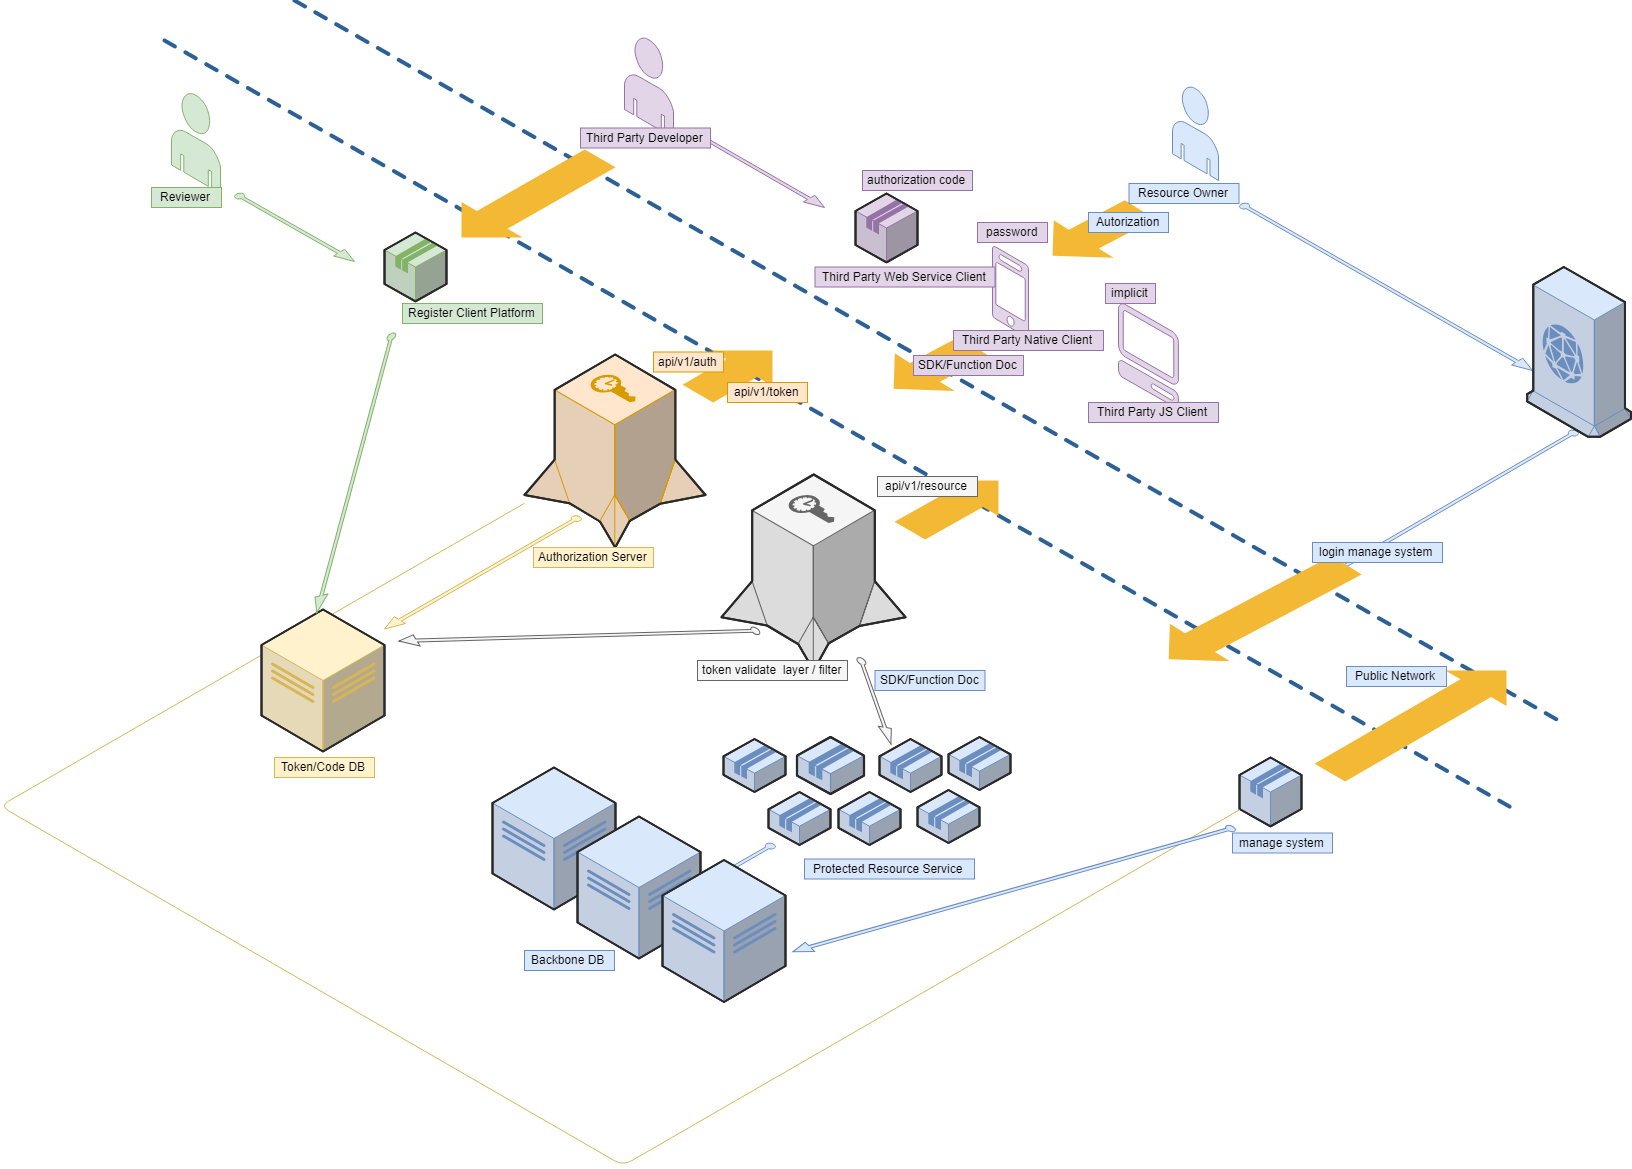 Third Party Developer
authorization code
Resource Owner
Reviewer
Autorization
password
Third Party Web Service Client
implicit
Register Client Platform
Third Party Native Client
api/v1/auth
SDK/Function Doc
api/v1/token
Third Party JS Client
api/v1/resource
login manage system
Authorization Server
token validate layer / filter
SDK/Function Doc
Public Network
Token/Code DB
manage system
Protected Resource Service
Backbone DB